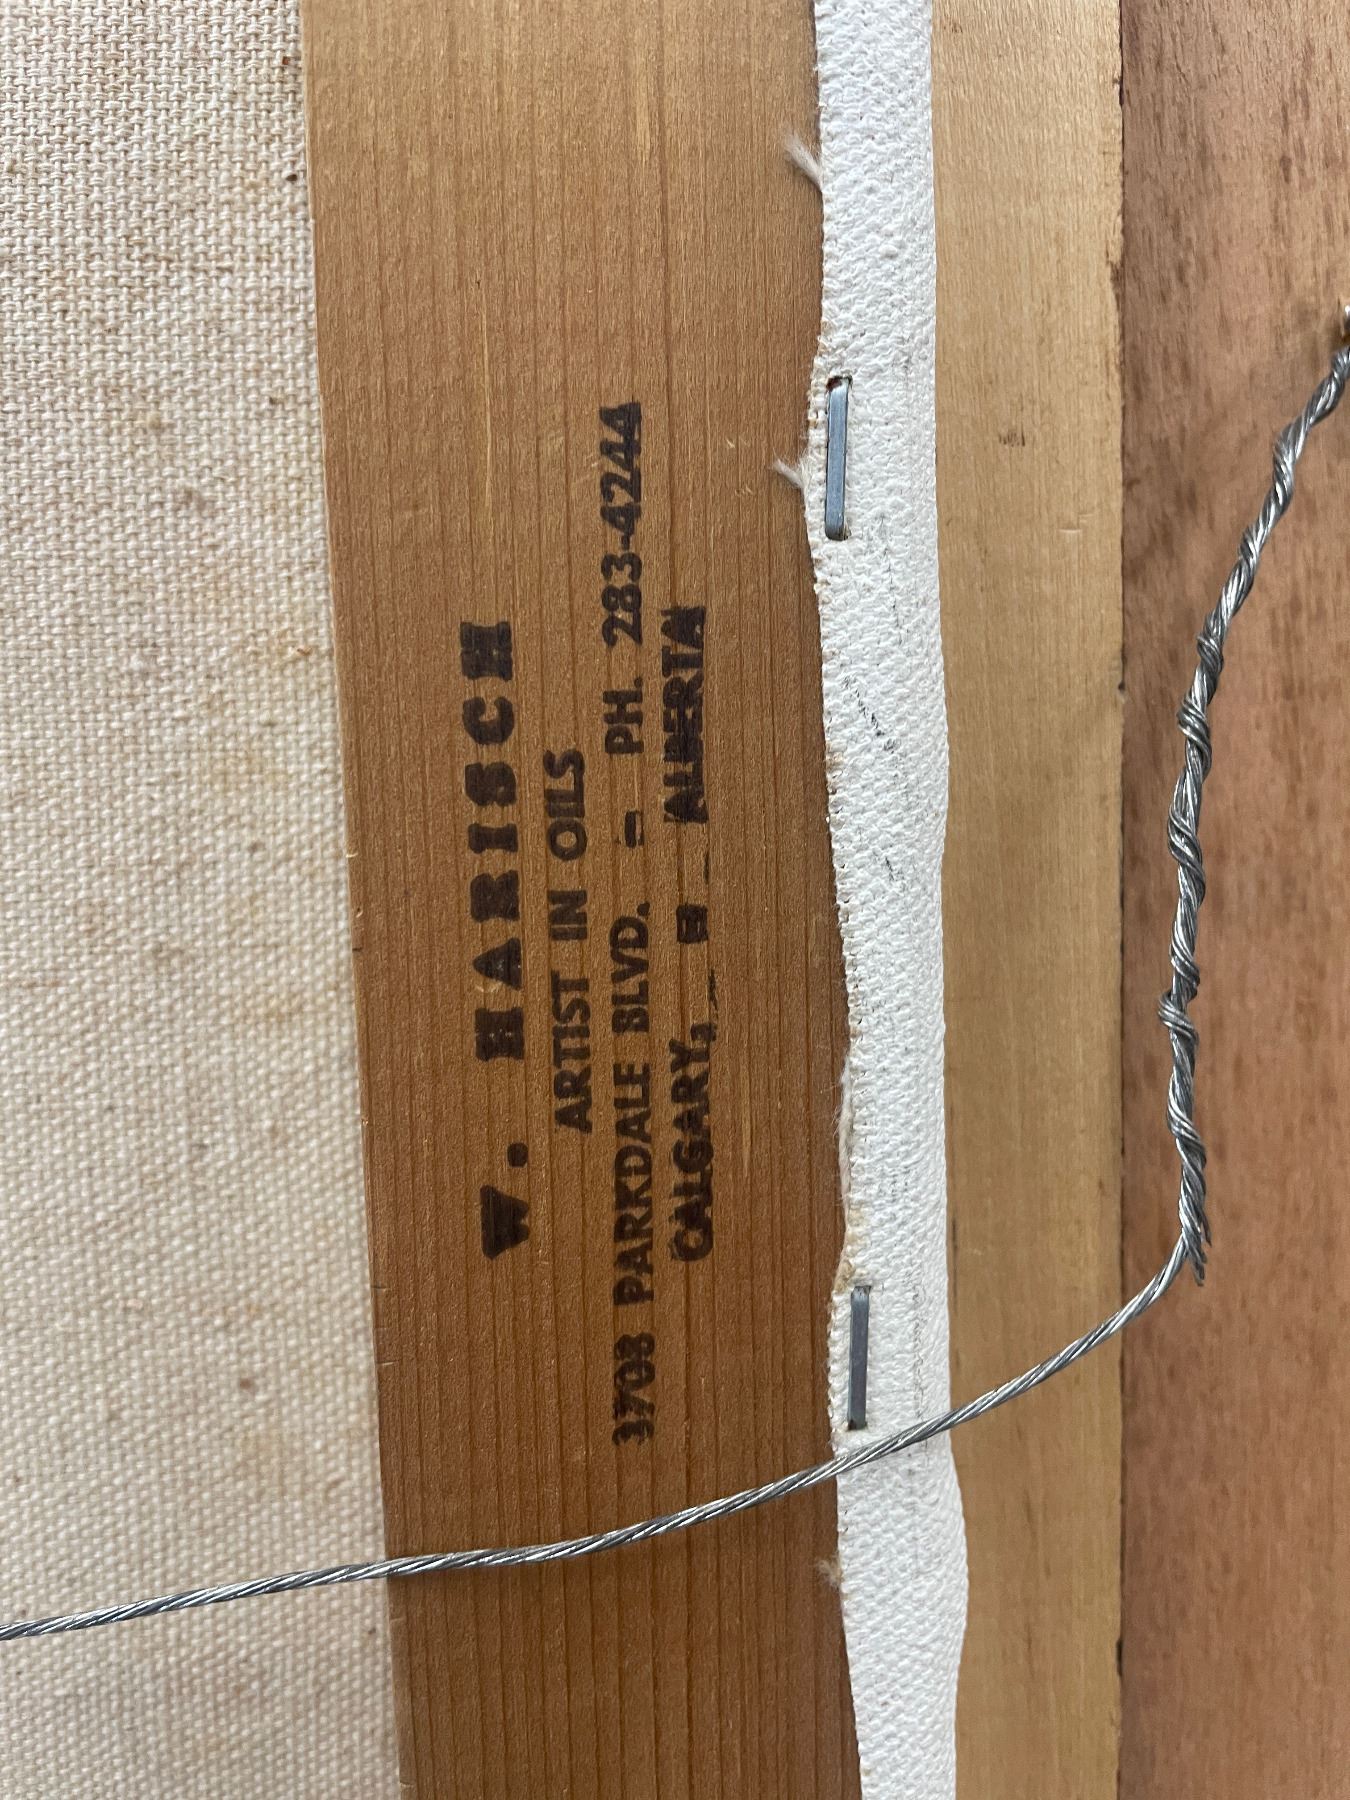 W. HARISCH
ARTIST IN OILS
3708 PARKDALE BLVD. — PH. 283-4244
CALGARY, - ALBERTA